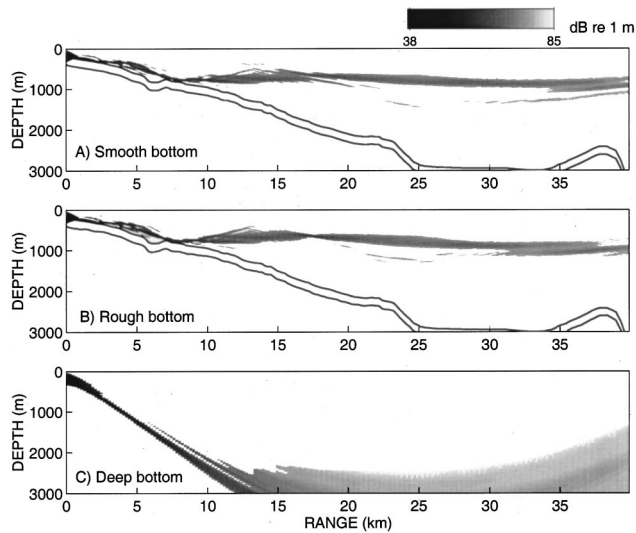 38 85 dB re 1 m
0
1000
2000
3000
DEPTH (m)
A) Smooth bottom
0 5 10 15 20 25 30 35
0
1000
2000
3000
DEPTH (m)
B) Rough bottom
0 5 10 15 20 25 30 35
0
1000
2000
3000
DEPTH (m)
C) Deep bottom
0 5 10 15 20 25 30 35
RANGE (km)